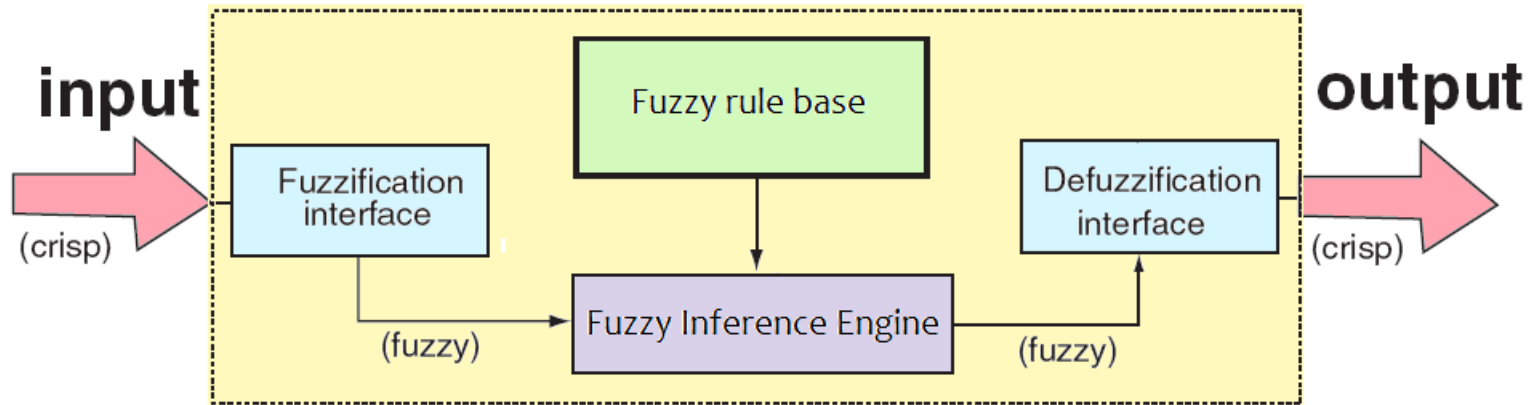 input
(crisp)
Fuzzification
interface
(fuzzy)
Fuzzy rule base
Fuzzy Inference Engine
(fuzzy)
Defuzzification
interface
output
(crisp)